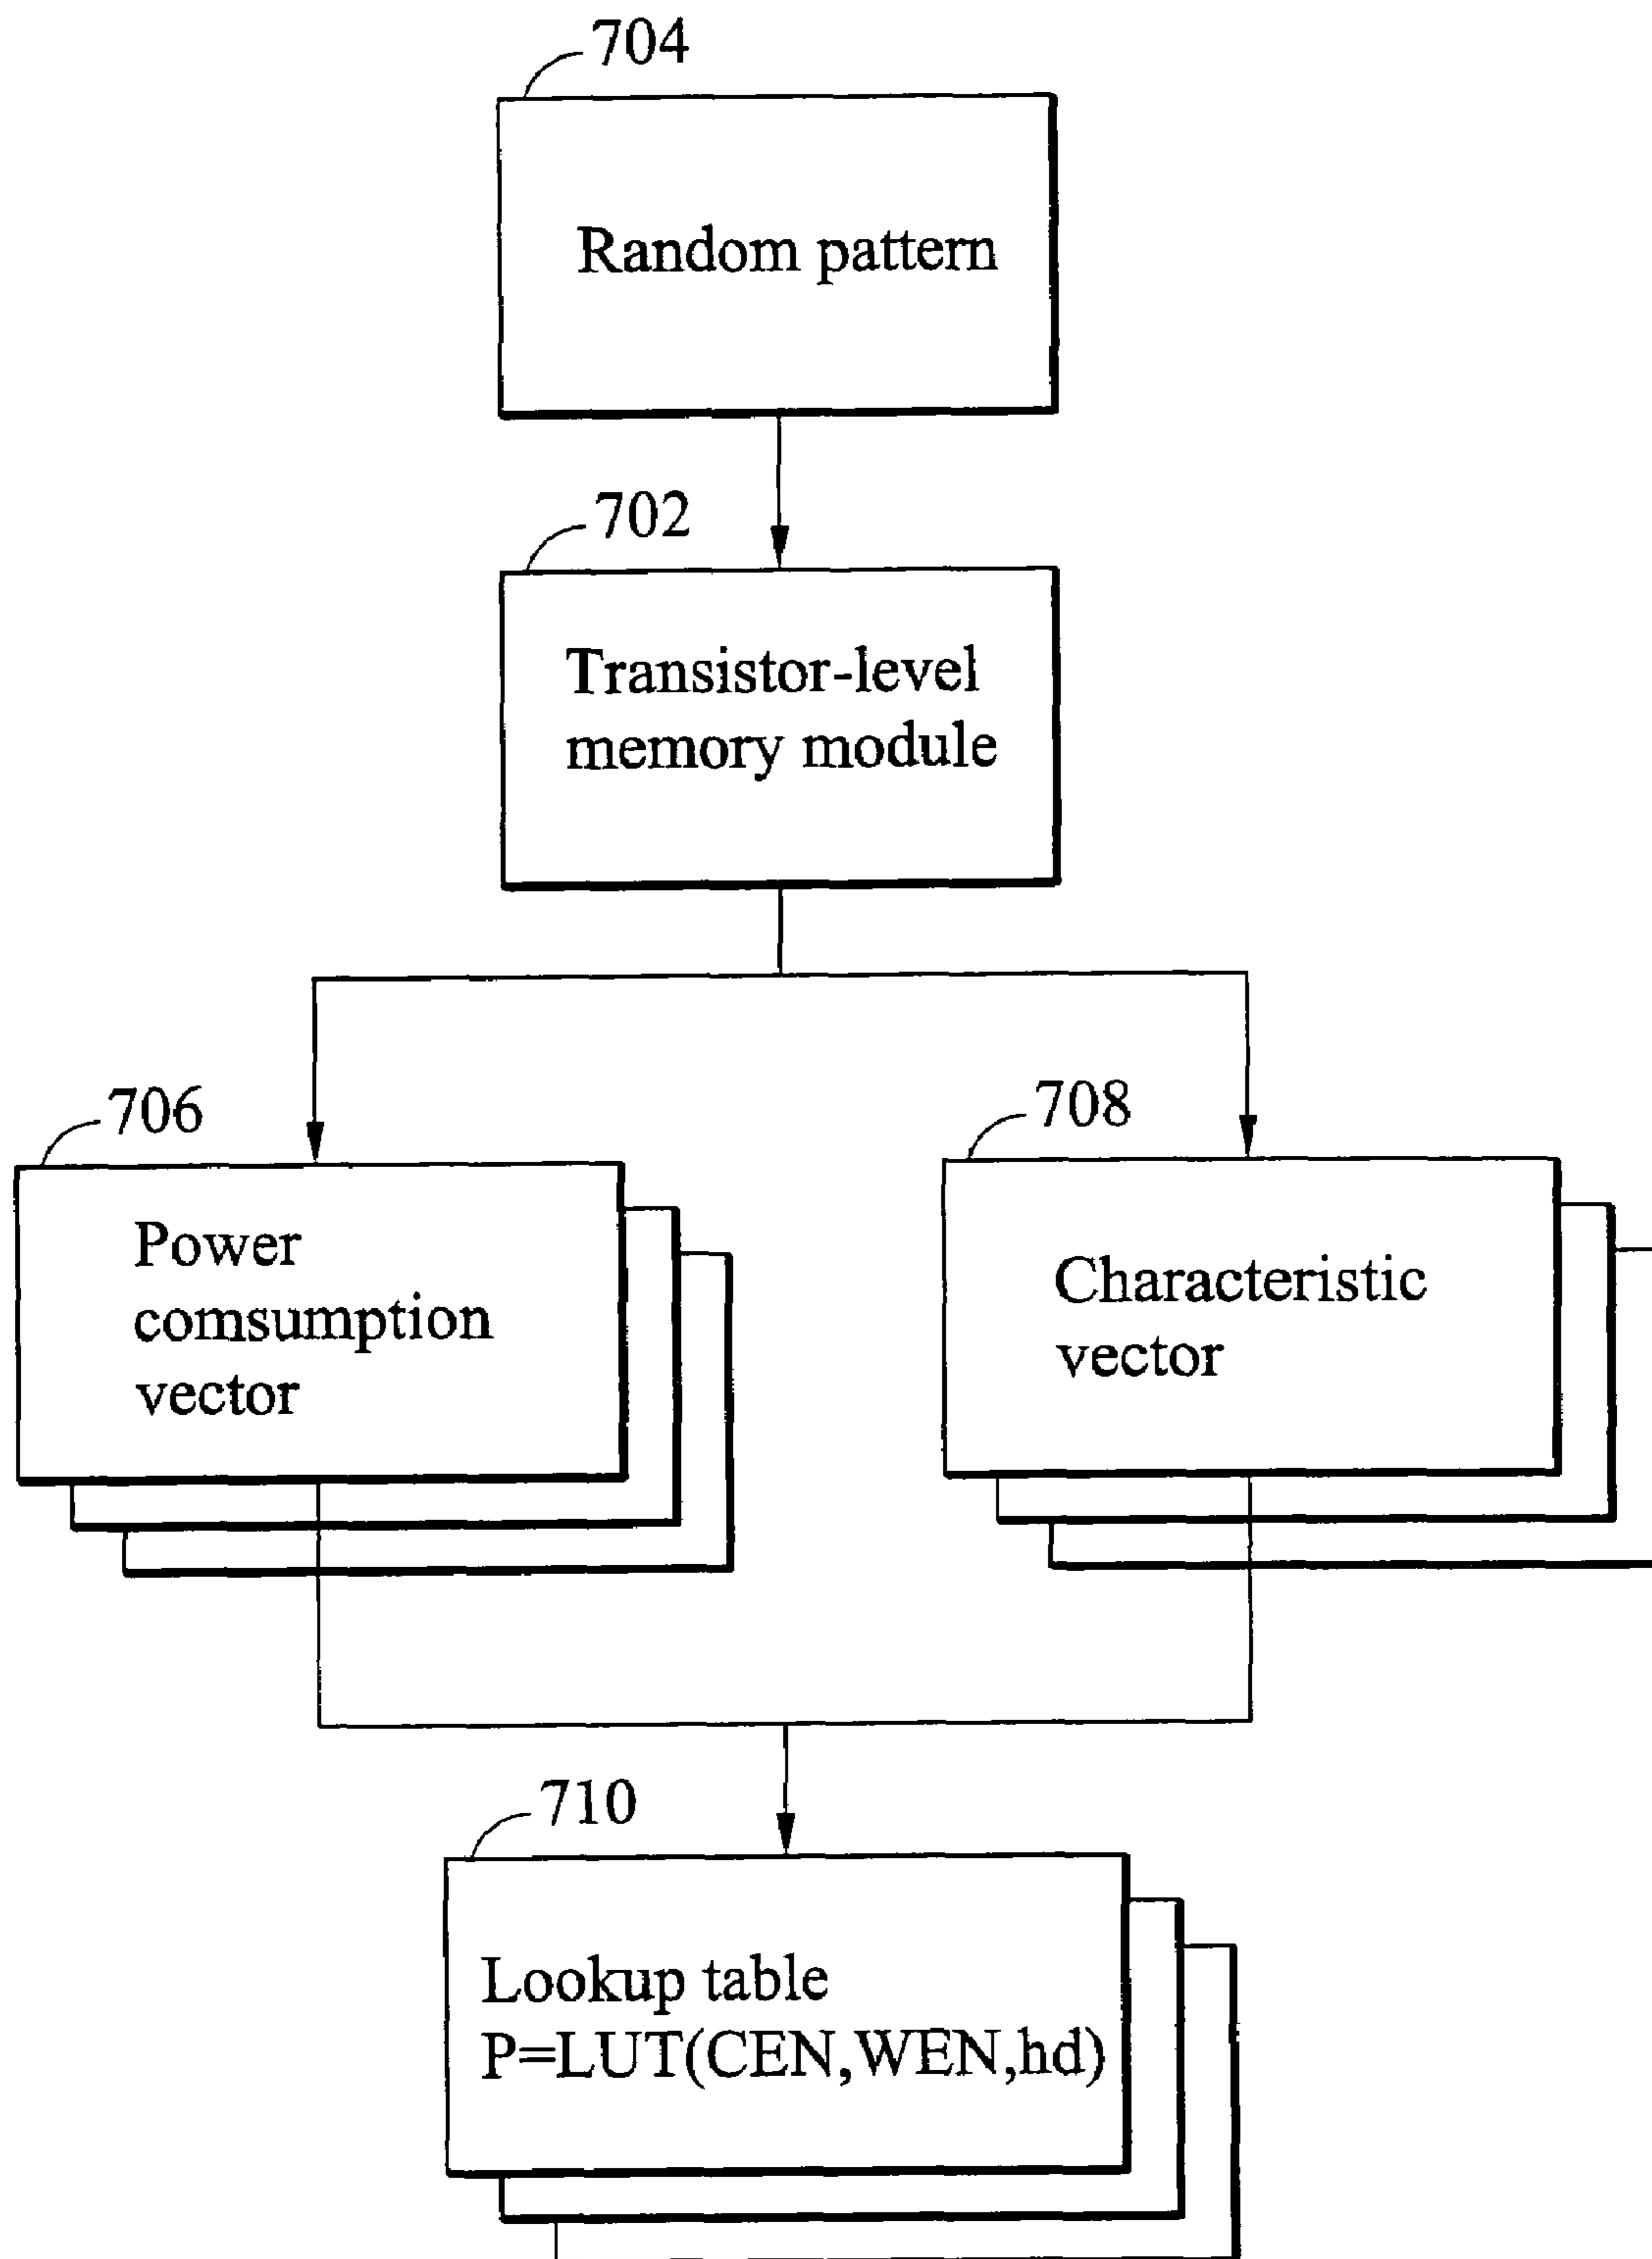 704
Random pattern
702
Transistor-level
memory module
706
Power
comsumption
vector
708
Characteristic
vector
710
Lookup table
P=LUT(CEN,WEN,hd)